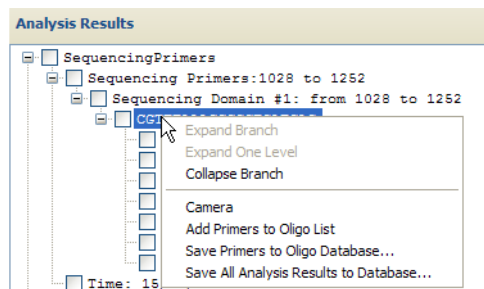 Analysis Results
SequencingPrimers
Sequencing Primers:1028 to 1252
Sequencing Domain #1: from 1028 to 1252
Expand Branch
Expand One Level
Collapse Branch
Camera
Add Primers to Oligo List
Save Primers to Oligo Database...
Save All Analysis Results to Database...
Time: 15